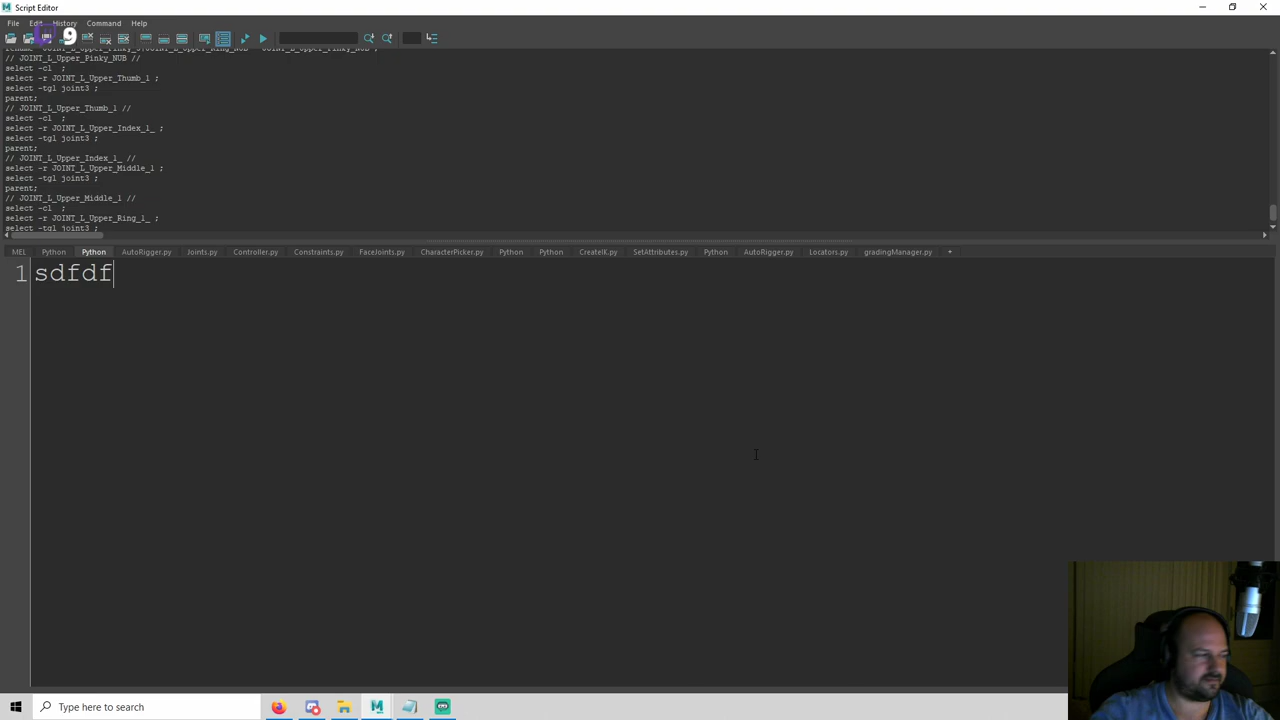 Script Editor
File Edit History Command Help
9
// JOINT_L_Upper_Pinky_NUB //
select -cl  ;
select -r JOINT_L_Upper_Thumb_1 ;
select -tgl joint3 ;
parent;
// JOINT_L_Upper_Thumb_1 //
select -cl  ;
select -r JOINT_L_Upper_Index_1_ ;
select -tgl joint3 ;
parent;
// JOINT_L_Upper_Index_1_ //
select -r JOINT_L_Upper_Middle_1 ;
select -tgl joint3 ;
parent;
// JOINT_L_Upper_Middle_1 //
select -cl  ;
select -r JOINT_L_Upper_Ring_1_ ;
select -tgl joint3 ;
MEL Python Python AutoRigger.py Joints.py Controller.py Constraints.py FaceJoints.py CharacterPicker.py Python Python CreateIK.py SetAttributes.py Python AutoRigger.py Locators.py gradingManager.py +
1 sdfdf
Type here to search